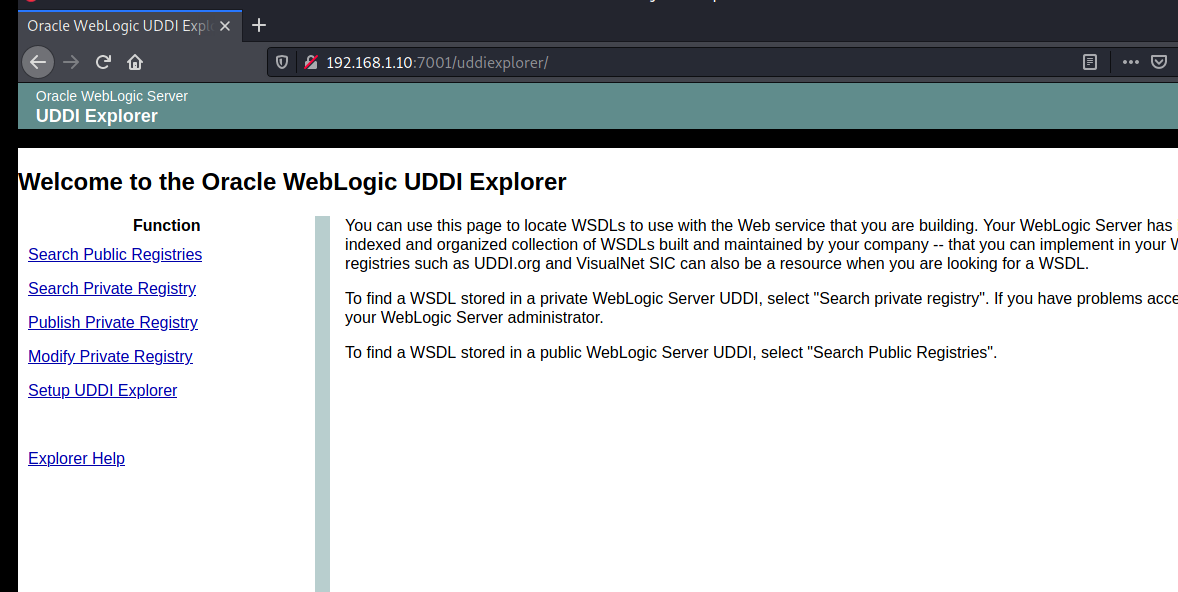 Oracle WebLogic UDDI Expl
192.168.1.10:7001/uddiexplorer/
Oracle WebLogic Server
UDDI Explorer
Welcome to the Oracle WebLogic UDDI Explorer
Function
Search Public Registries
Search Private Registry
Publish Private Registry
Modify Private Registry
Setup UDDI Explorer
Explorer Help
You can use this page to locate WSDLs to use with the Web service that you are building. Your WebLogic Server has
indexed and organized collection of WSDLs built and maintained by your company -- that you can implement in your W
registries such as UDDI.org and VisualNet SIC can also be a resource when you are looking for a WSDL.
To find a WSDL stored in a private WebLogic Server UDDI, select "Search private registry". If you have problems acce
your WebLogic Server administrator.
To find a WSDL stored in a public WebLogic Server UDDI, select "Search Public Registries".